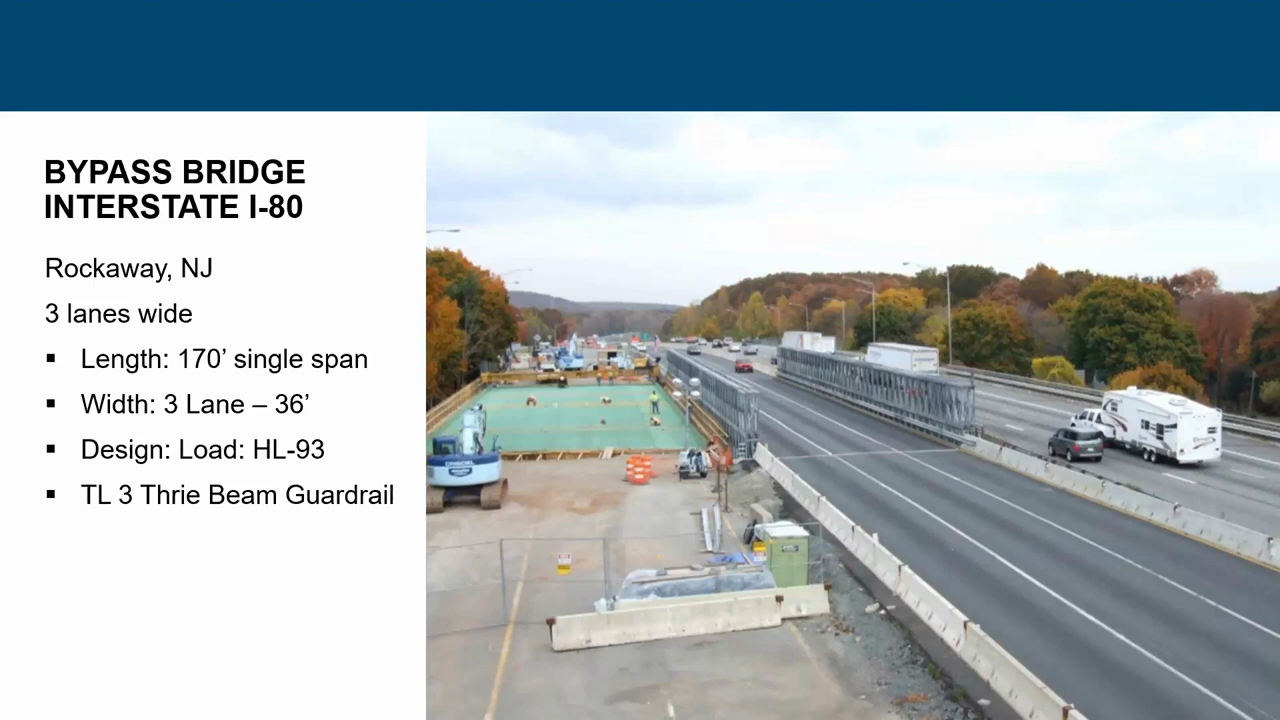 BYPASS BRIDGE
INTERSTATE I-80
Rockaway, NJ
3 lanes wide
▪ Length: 170’ single span
▪ Width: 3 Lane – 36’
▪ Design: Load: HL-93
▪ TL 3 Thrie Beam Guardrail